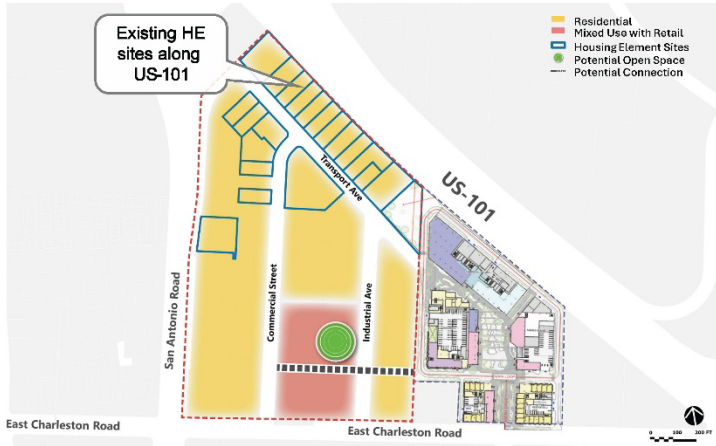 Existing HE
sites along
US-101
Residential
Mixed Use with Retail
Housing Element Sites
Potential Open Space
Potential Connection
US-101
Transport Ave
San Antonio Road
Commercial Street
Industrial Ave
East Charleston Road
East Charleston Road
0 100 200 FT